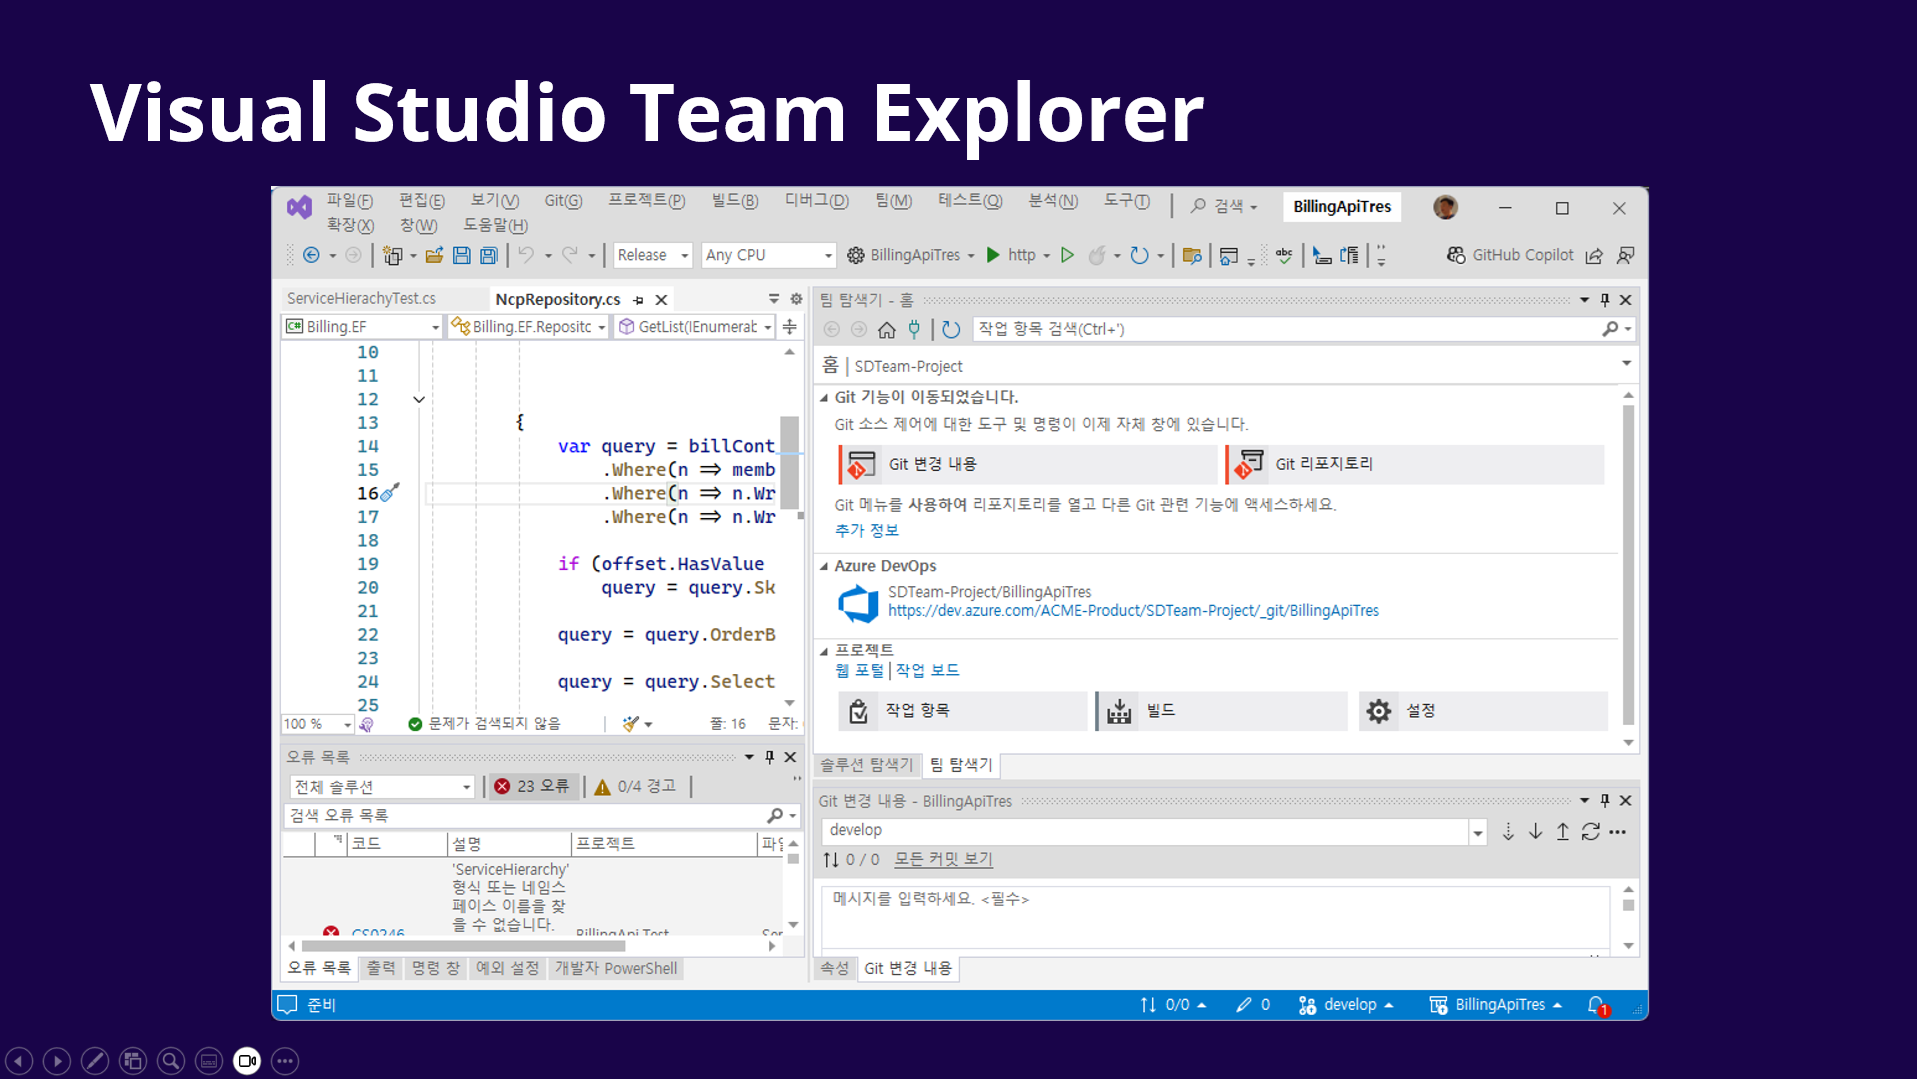 Visual Studio Team Explorer
파일(F) 편집(E) 보기(V) Git(G) 프로젝트(P) 빌드(B) 디버그(D) 팀(M) 테스트(Q) 분석(N) 도구(T) 검색 BillingApiTres
확장(X) 창(W) 도움말(H)
Release Any CPU BillingApiTres http abc GitHub Copilot
ServiceHierachyTest.cs NcpRepository.cs
C# Billing.EF Billing.EF.Repositc GetList(IEnumerab
10
11
12
13 {
14 var query = billCont
15 .Where(n => memb
16 .Where(n => n.Wr
17 .Where(n => n.Wr
18
19 if (offset.HasValue
20 query = query.Sk
21
22 query = query.OrderB
23
24 query = query.Select
25
100 % 문제가 검색되지 않음 줄: 16 문자:
오류 목록
전체 솔루션 23 오류 0/4 경고
검색 오류 목록
코드 설명 프로젝트 파일
'ServiceHierarchy'
형식 또는 네임스
페이스 이름을 찾
을 수 없습니다.
CS0246 BillingApi.Test Ser
오류 목록 출력 명령 창 예외 설정 개발자 PowerShell
팀 탐색기 - 홈
작업 항목 검색(Ctrl+')
홈 | SDTeam-Project
Git 기능이 이동되었습니다.
Git 소스 제어에 대한 도구 및 명령이 이제 자체 창에 있습니다.
Git 변경 내용 Git 리포지토리
Git 메뉴를 사용하여 리포지토리를 열고 다른 Git 관련 기능에 액세스하세요.
추가 정보
Azure DevOps
SDTeam-Project/BillingApiTres
https://dev.azure.com/ACME-Product/SDTeam-Project/_git/BillingApiTres
프로젝트
웹 포털 | 작업 보드
작업 항목 빌드 설정
솔루션 탐색기 팀 탐색기
Git 변경 내용 - BillingApiTres
develop
0 / 0 모든 커밋 보기
메시지를 입력하세요. <필수>
속성 Git 변경 내용
준비 0/0 0 develop BillingApiTres 1